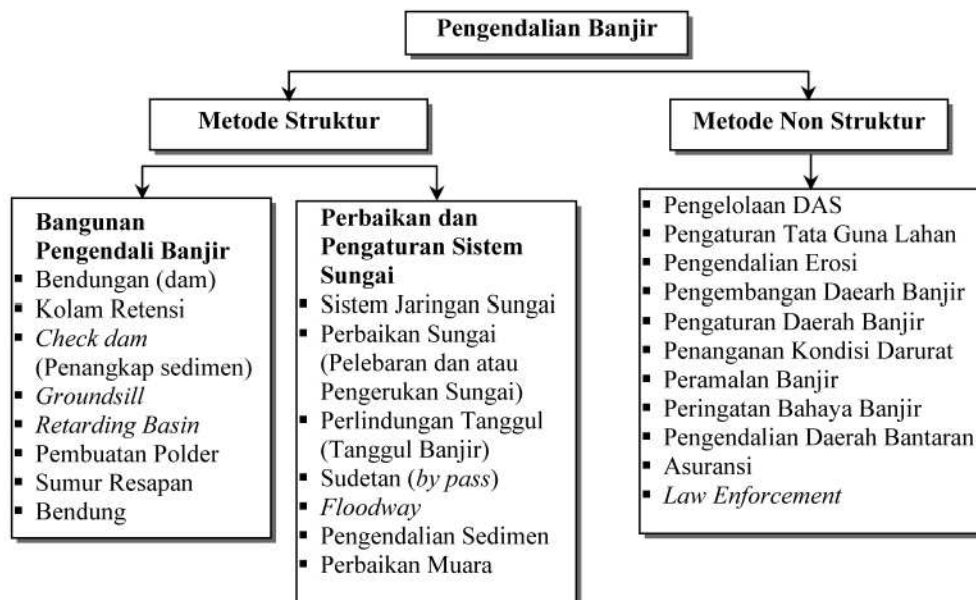 Pengendalian Banjir
Metode Struktur
Metode Non Struktur
Bangunan
Pengendali Banjir
▪ Bendungan (dam)
▪ Kolam Retensi
▪ Check dam
(Penangkap sedimen)
▪ Groundsill
▪ Retarding Basin
▪ Pembuatan Polder
▪ Sumur Resapan
▪ Bendung
Perbaikan dan
Pengaturan Sistem
Sungai
▪ Sistem Jaringan Sungai
▪ Perbaikan Sungai
(Pelebaran dan atau
Pengerukan Sungai)
▪ Perlindungan Tanggul
(Tanggul Banjir)
▪ Sudetan (by pass)
▪ Floodway
▪ Pengendalian Sedimen
▪ Perbaikan Muara
▪ Pengelolaan DAS
▪ Pengaturan Tata Guna Lahan
▪ Pengendalian Erosi
▪ Pengembangan Daearh Banjir
▪ Pengaturan Daerah Banjir
▪ Penanganan Kondisi Darurat
▪ Peramalan Banjir
▪ Peringatan Bahaya Banjir
▪ Pengendalian Daerah Bantaran
▪ Asuransi
▪ Law Enforcement